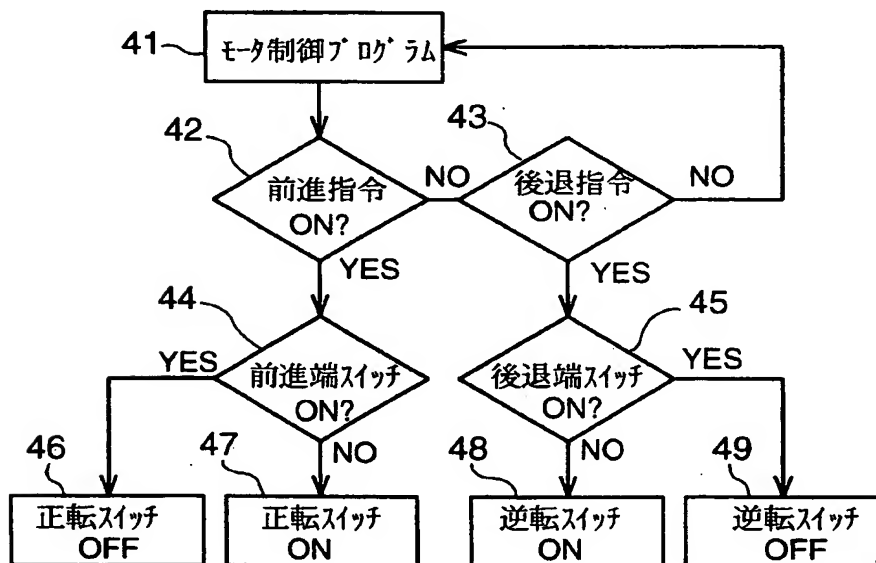 41
モータ制御プログラム
42
43
前進指令
ON?
NO
後退指令
ON?
NO
YES
YES
44
45
YES
前進端スイッチ
ON?
後退端スイッチ
ON?
YES
46
47
NO
48
NO
49
正転スイッチ
OFF
正転スイッチ
ON
逆転スイッチ
ON
逆転スイッチ
OFF